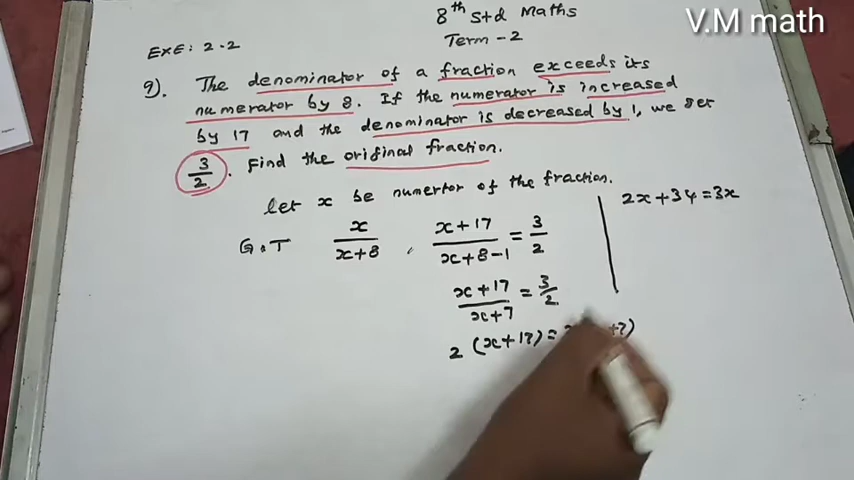 8th Std Maths
V.M math
Term-2
EXE: 2.2
9). The denominator of a fraction exceeds its
numerator by 8. If the numerator is increased
by 17 and the denominator is decreased by 1, we get
3/2. Find the original fraction.
let x be numertor of the fraction.
G.T x/x+8, x+17/x+8-1 = 3/2
x+17/x+7 = 3/2
2(x+17)= +7)
2x+34=3x